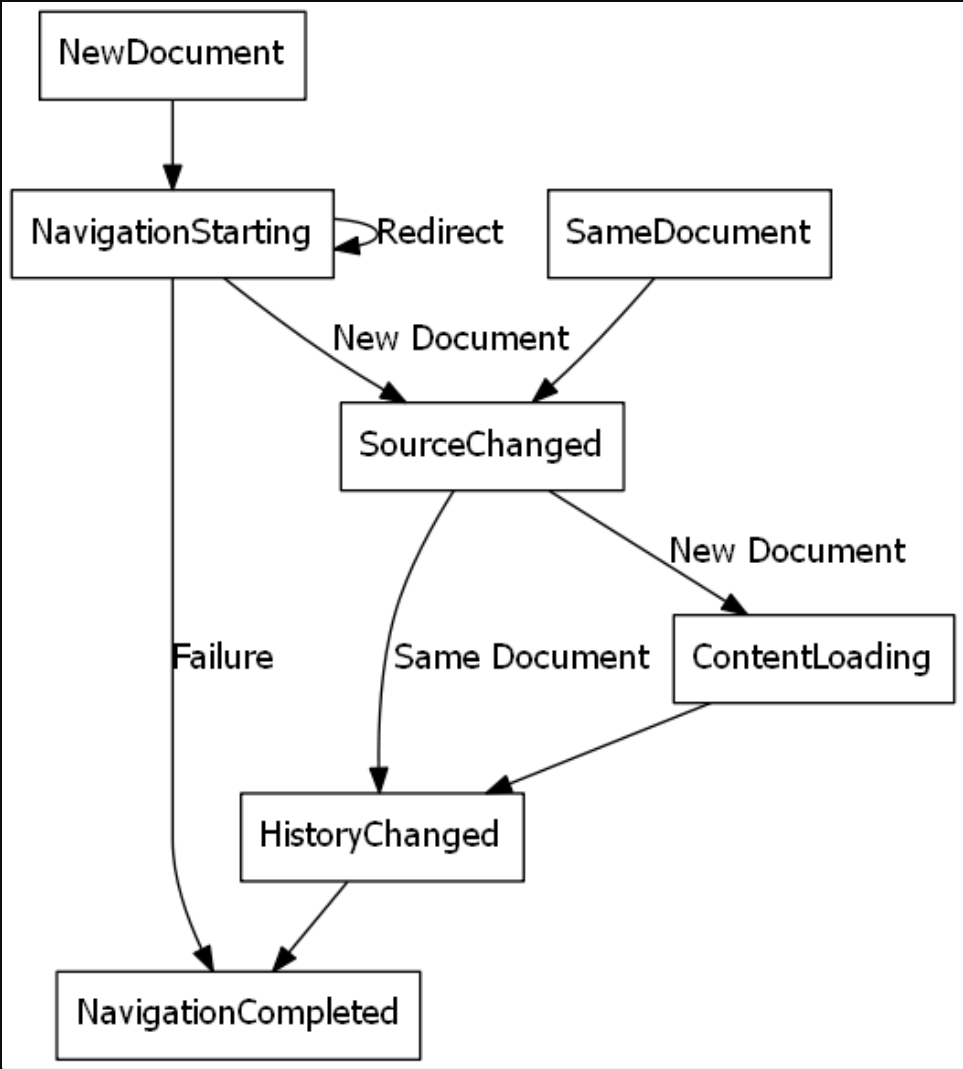 NewDocument
NavigationStarting
Redirect
SameDocument
New Document
SourceChanged
New Document
Failure
Same Document
ContentLoading
HistoryChanged
NavigationCompleted